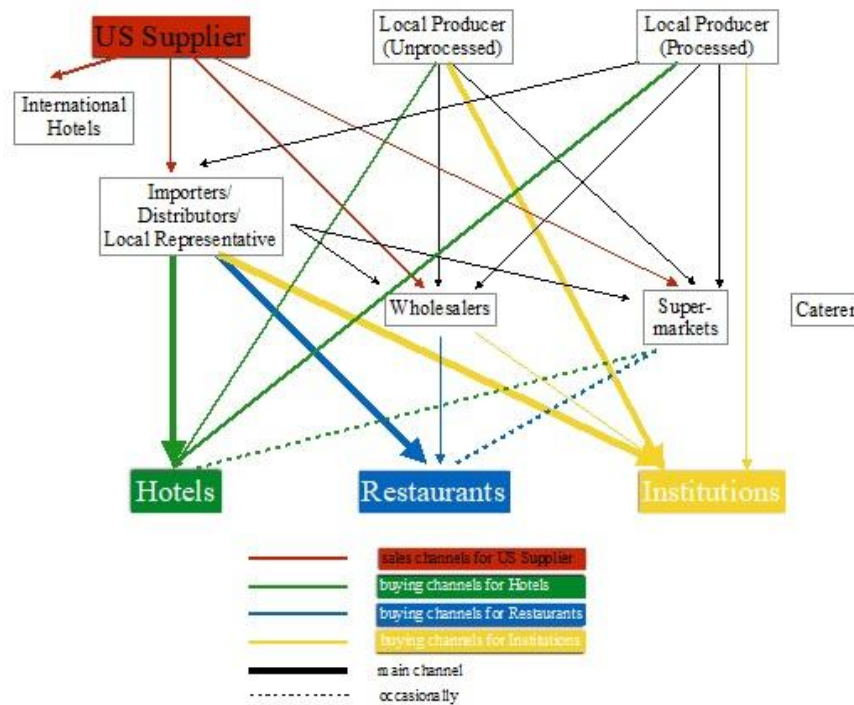 US Supplier
Local Producer
(Unprocessed)
Local Producer
(Processed)
International
Hotels
Importers/
Distributors/
Local Representative
Wholesalers
Super-
markets
Caterer
Hotels
Restaurants
Institutions
sales channels for US Supplier
buying channels for Hotels
buying channels for Restaurants
buying channels for Institutions
main channel
occasionally